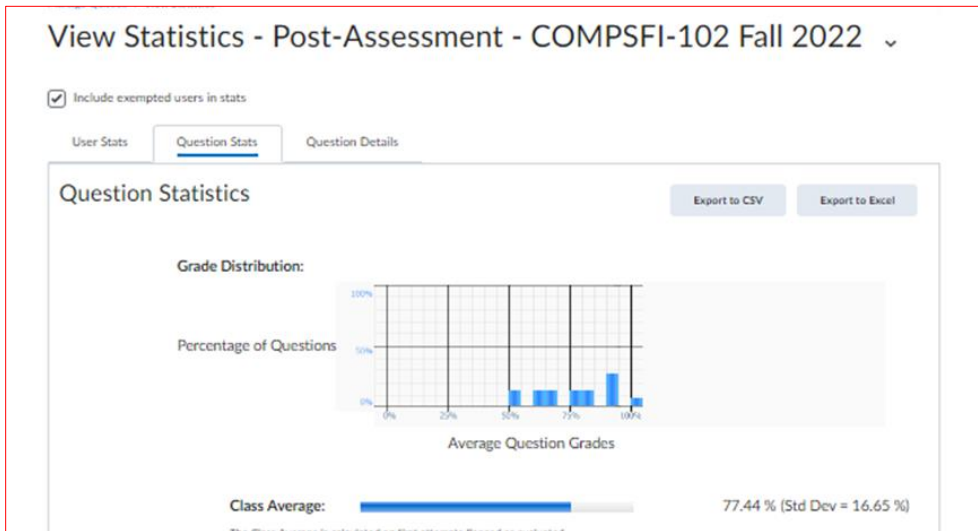 View Statistics - Post-Assessment - COMPSFI-102 Fall 2022
Include exempted users in stats
User Stats Question Stats Question Details
Question Statistics
Export to CSV Export to Excel
Grade Distribution:
100%
Percentage of Questions
50%
0%
0% 25% 50% 75% 100%
Average Question Grades
Class Average: 77.44 % (Std Dev = 16.65 %)